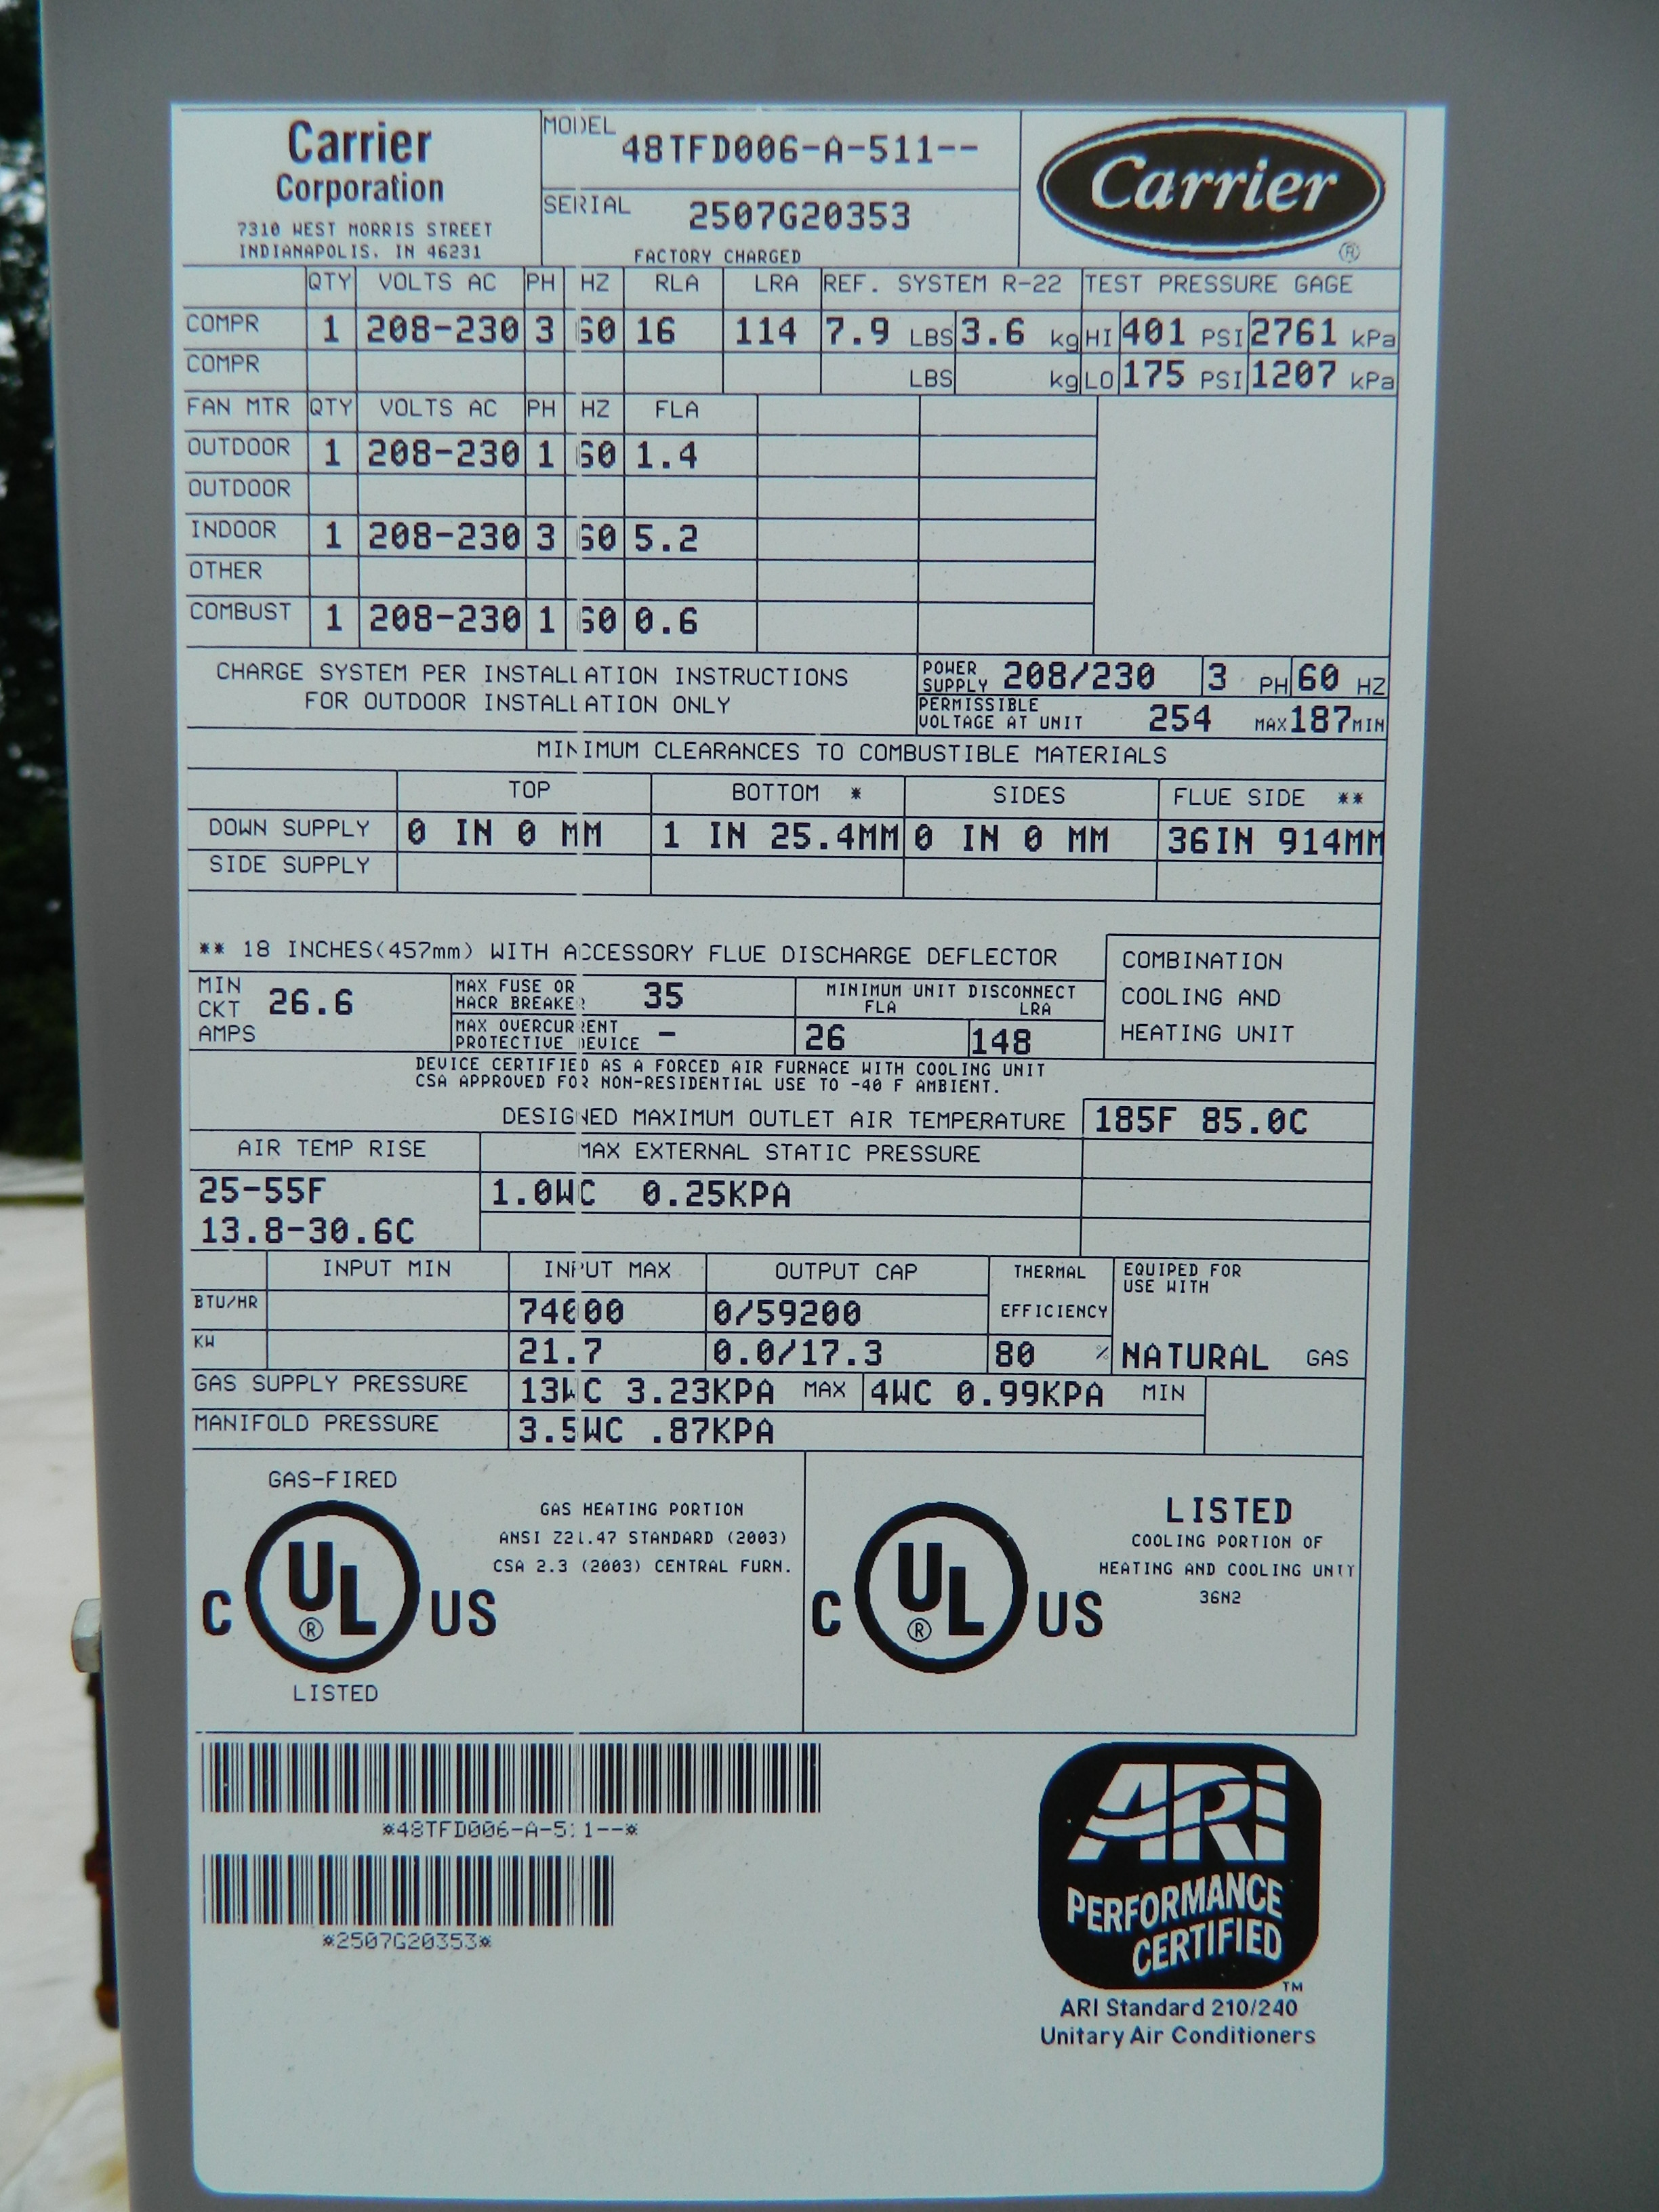 Carrier
Corporation
7310 WEST MORRIS STREET
INDIANAPOLIS. IN 46231
MODEL 48TFD006-A-511--
SERIAL 2507G20353
FACTORY CHARGED
Carrier ®
QTY VOLTS AC PH HZ RLA LRA REF. SYSTEM R-22 TEST PRESSURE GAGE
COMPR 1 208-230 3 60 16 114 7.9 LBS 3.6 kg HI 401 PSI 2761 kPa
COMPR LBS kg LO 175 PSI 1207 kPa
FAN MTR QTY VOLTS AC PH HZ FLA
OUTDOOR 1 208-230 1 60 1.4
OUTDOOR
INDOOR 1 208-230 3 60 5.2
OTHER
COMBUST 1 208-230 1 60 0.6
CHARGE SYSTEM PER INSTALLATION INSTRUCTIONS
FOR OUTDOOR INSTALLATION ONLY
POWER SUPPLY 208/230 3 PH 60 HZ
PERMISSIBLE VOLTAGE AT UNIT 254 MAX 187 MIN
MINIMUM CLEARANCES TO COMBUSTIBLE MATERIALS
TOP BOTTOM * SIDES FLUE SIDE **
DOWN SUPPLY 0 IN 0 MM 1 IN 25.4MM 0 IN 0 MM 36IN 914MM
SIDE SUPPLY
** 18 INCHES(457mm) WITH ACCESSORY FLUE DISCHARGE DEFLECTOR
COMBINATION
COOLING AND
HEATING UNIT
MIN CKT AMPS 26.6
MAX FUSE OR HACR BREAKER 35
MAX OVERCURRENT PROTECTIVE DEVICE -
MINIMUM UNIT DISCONNECT
FLA LRA
26 148
DEVICE CERTIFIED AS A FORCED AIR FURNACE WITH COOLING UNIT
CSA APPROVED FOR NON-RESIDENTIAL USE TO -40 F AMBIENT.
DESIGNED MAXIMUM OUTLET AIR TEMPERATURE 185F 85.0C
AIR TEMP RISE MAX EXTERNAL STATIC PRESSURE
25-55F 1.0WC 0.25KPA
13.8-30.6C
INPUT MIN INPUT MAX OUTPUT CAP THERMAL EFFICIENCY EQUIPED FOR USE WITH
BTU/HR 74000 0/59200
KW 21.7 0.0/17.3 80 % NATURAL GAS
GAS SUPPLY PRESSURE 13WC 3.23KPA MAX 4WC 0.99KPA MIN
MANIFOLD PRESSURE 3.5WC .87KPA
GAS-FIRED
C UL ® US
LISTED
GAS HEATING PORTION
ANSI Z21.47 STANDARD (2003)
CSA 2.3 (2003) CENTRAL FURN.
C UL ® US
LISTED
COOLING PORTION OF
HEATING AND COOLING UNIT
36N2
*48TFD006-A-511--*
*2507G20353*
ARI
PERFORMANCE
CERTIFIED
TM
ARI Standard 210/240
Unitary Air Conditioners